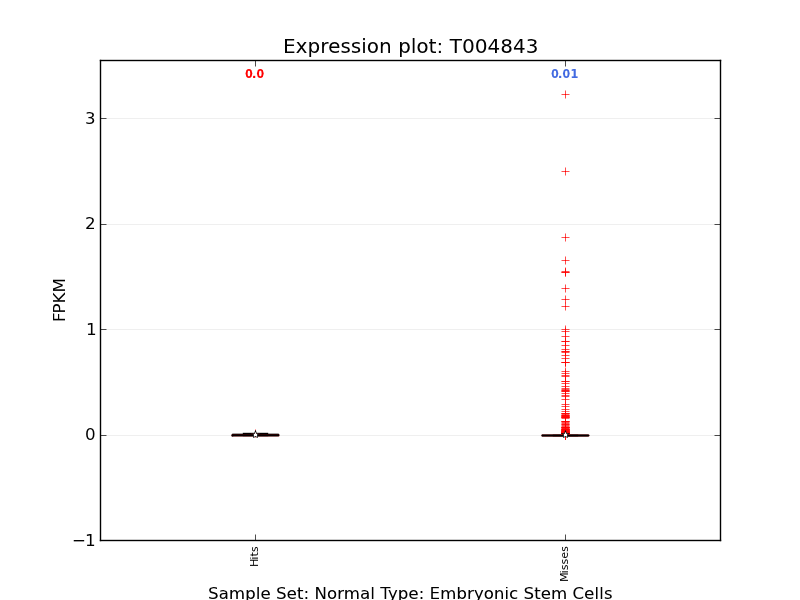 Expression plot: T004843
0.0
0.01
3
2
1
0
−1
FPKM
Hits
Misses
Sample Set: Normal Type: Embryonic Stem Cells